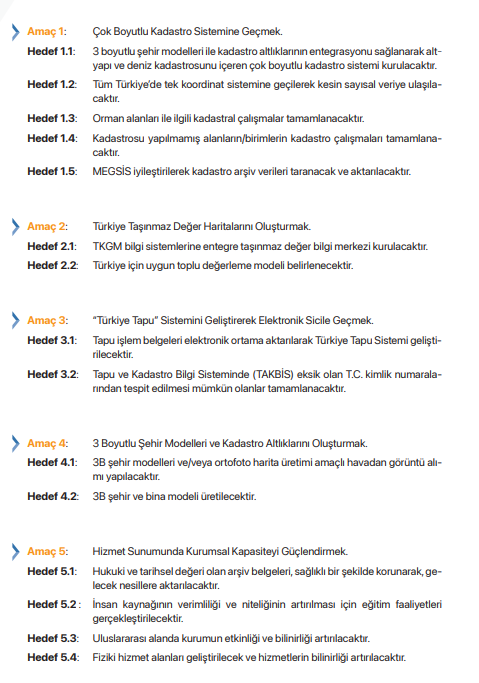 Amaç 1: Çok Boyutlu Kadastro Sistemine Geçmek.
Hedef 1.1: 3 boyutlu şehir modelleri ile kadastro altlıklarının entegrasyonu sağlanarak alt-
yapı ve deniz kadastrosunu içeren çok boyutlu kadastro sistemi kurulacaktır.
Hedef 1.2: Tüm Türkiye'de tek koordinat sistemine geçilerek kesin sayısal veriye ulaşıla-
caktır.
Hedef 1.3: Orman alanları ile ilgili kadastral çalışmalar tamamlanacaktır.
Hedef 1.4: Kadastrosu yapılmamış alanların/birimlerin kadastro çalışmaları tamamlana-
caktır.
Hedef 1.5: MEGSİS iyileştirilerek kadastro arşiv verileri taranacak ve aktarılacaktır.
Amaç 2: Türkiye Taşınmaz Değer Haritalarını Oluşturmak.
Hedef 2.1: TKGM bilgi sistemlerine entegre taşınmaz değer bilgi merkezi kurulacaktır.
Hedef 2.2: Türkiye için uygun toplu değerleme modeli belirlenecektir.
Amaç 3: "Türkiye Tapu" Sistemini Geliştirerek Elektronik Sicile Geçmek.
Hedef 3.1: Tapu işlem belgeleri elektronik ortama aktarılarak Türkiye Tapu Sistemi gelişti-
rilecektir.
Hedef 3.2: Tapu ve Kadastro Bilgi Sisteminde (TAKBİS) eksik olan T.C. kimlik numarala-
rından tespit edilmesi mümkün olanlar tamamlanacaktır.
Amaç 4: 3 Boyutlu Şehir Modelleri ve Kadastro Altlıklarını Oluşturmak.
Hedef 4.1: 3B şehir modelleri ve/veya ortofoto harita üretimi amaçlı havadan görüntü alı-
mı yapılacaktır.
Hedef 4.2: 3B şehir ve bina modeli üretilecektir.
Amaç 5: Hizmet Sunumunda Kurumsal Kapasiteyi Güçlendirmek.
Hedef 5.1: Hukuki ve tarihsel değeri olan arşiv belgeleri, sağlıklı bir şekilde korunarak, ge-
lecek nesillere aktarılacaktır.
Hedef 5.2 : İnsan kaynağının verimliliği ve niteliğinin artırılması için eğitim faaliyetleri
gerçekleştirilecektir.
Hedef 5.3: Uluslararası alanda kurumun etkinliği ve bilinirliği artırılacaktır.
Hedef 5.4: Fiziki hizmet alanları geliştirilecek ve hizmetlerin bilinirliği artırılacaktır.